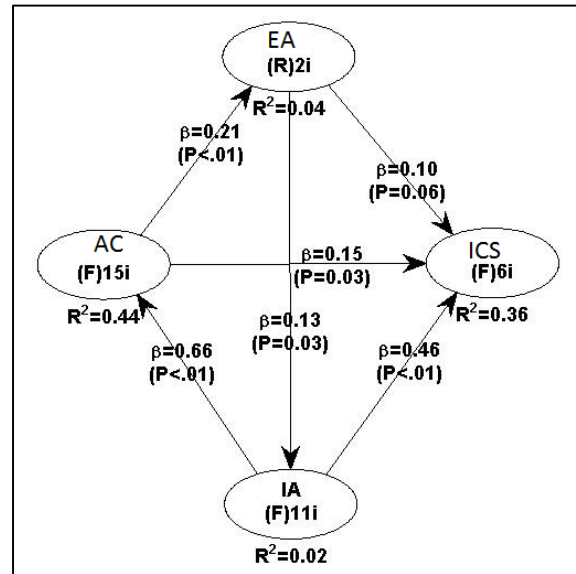 EA
(R)2i
R²=0.04
β=0.21
(P<.01)
β=0.10
(P=0.06)
AC
(F)15i
R²=0.44
β=0.15
(P=0.03)
ICS
(F)6i
R²=0.36
β=0.13
(P=0.03)
β=0.66
(P<.01)
β=0.46
(P<.01)
IA
(F)11i
R²=0.02